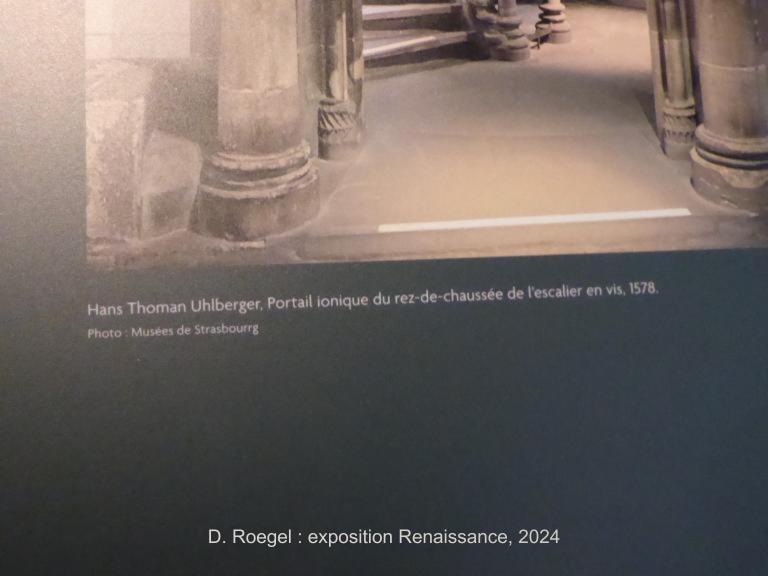 Hans Thoman Uhlberger, Portail ionique du rez-de-chaussée de l'escalier en vis, 1578.
Photo : Musées de Strasbourrg
D. Roegel : exposition Renaissance, 2024